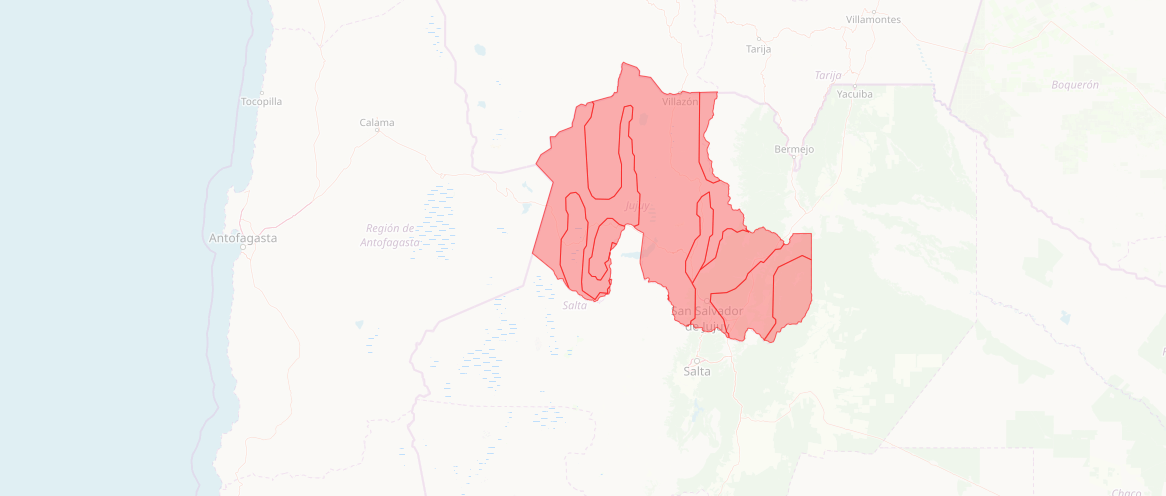 Villamontes
Tarija
Tarija
Boquerón
Yacuiba
Tocopilla
Villazón
Calama
Bermejo
Jujuy
Región de
Antofagasta
Antofagasta
Salta
San Salvador
de Jujuy
Salta
Chaco